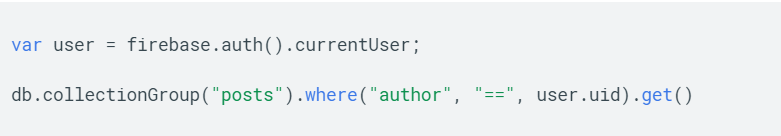 var user = firebase.auth().currentUser;
db.collectionGroup("posts").where("author", "==", user.uid).get()